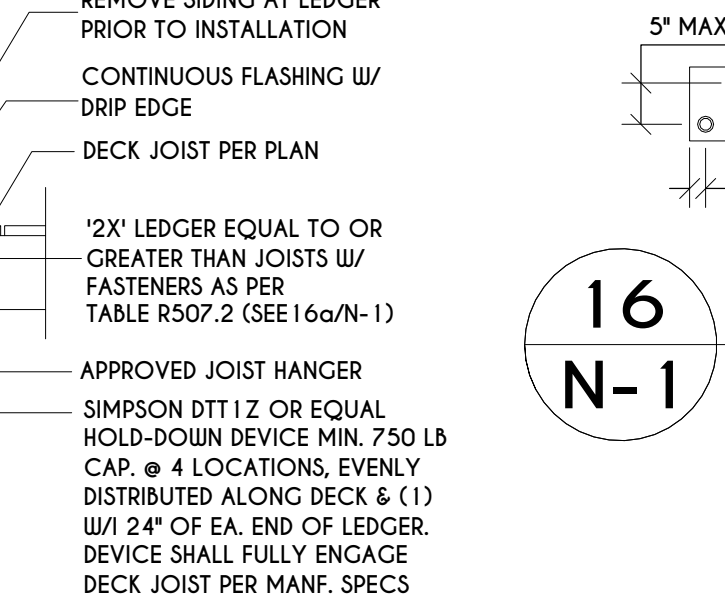 REMOVE SIDING AT LEDGER
PRIOR TO INSTALLATION
CONTINUOUS FLASHING W/
DRIP EDGE
DECK JOIST PER PLAN
'2X' LEDGER EQUAL TO OR
GREATER THAN JOISTS W/
FASTENERS AS PER
TABLE R507.2 (SEE16a/N-1)
APPROVED JOIST HANGER
SIMPSON DTT1Z OR EQUAL
HOLD-DOWN DEVICE MIN. 750 LB
CAP. @ 4 LOCATIONS, EVENLY
DISTRIBUTED ALONG DECK & (1)
W/I 24" OF EA. END OF LEDGER.
DEVICE SHALL FULLY ENGAGE
DECK JOIST PER MANF. SPECS
5" MAX
16
N-1